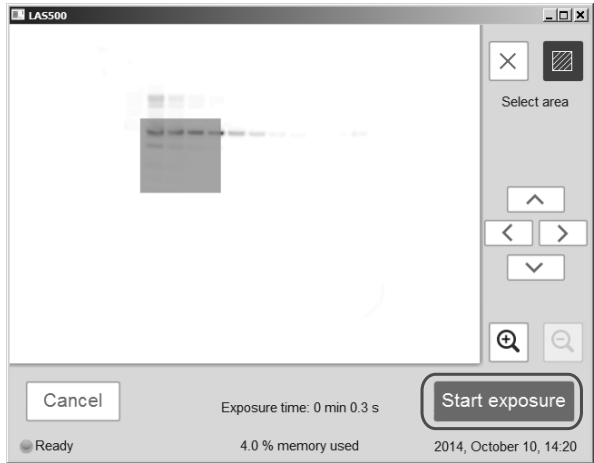 LAS500
Select area
Cancel
Exposure time: 0 min 0.3 s
Start exposure
Ready
4.0 % memory used
2014, October 10, 14:20